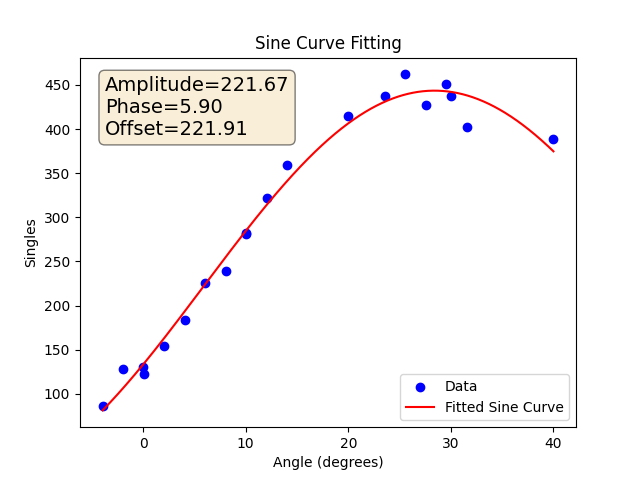 Sine Curve Fitting
Amplitude=221.67
Phase=5.90
Offset=221.91
450
400
350
300
250
200
150
100
Singles
Data
Fitted Sine Curve
0 10 20 30 40
Angle (degrees)